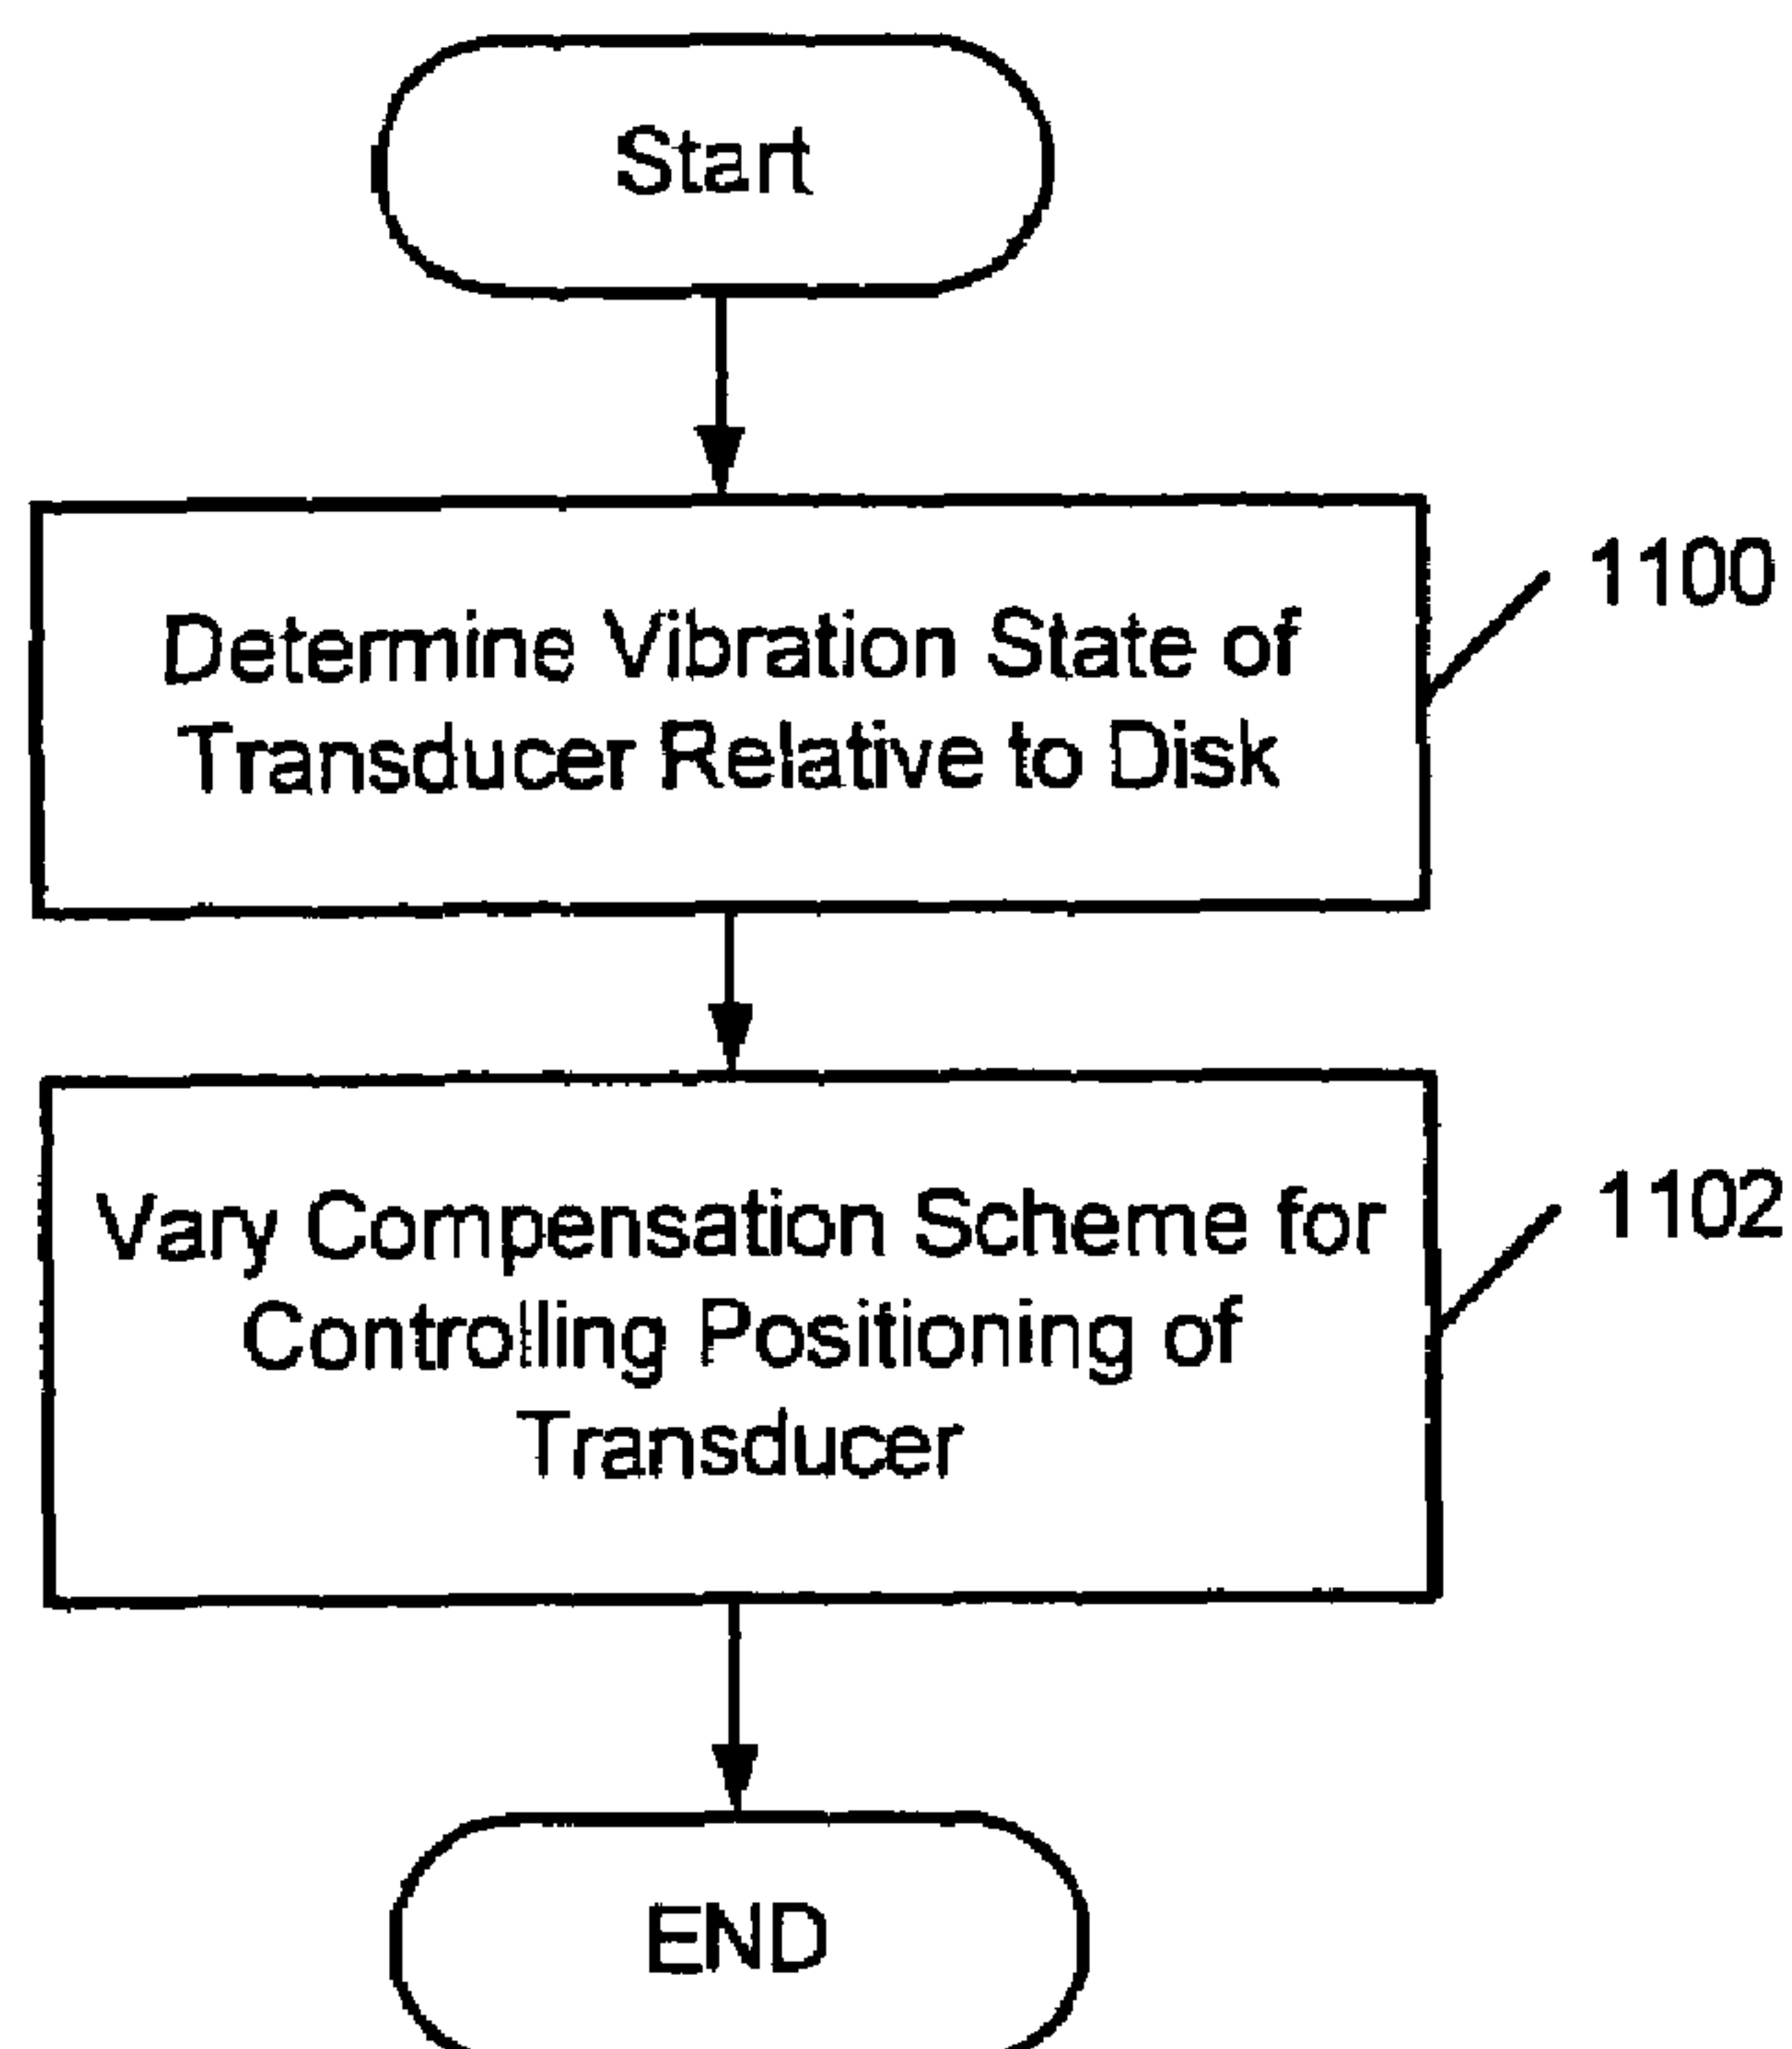 Start
1100
Determine Vibration State of
Transducer Relative to Disk
1102
Vary Compensation Scheme for
Controlling Positioning of
Transducer
END